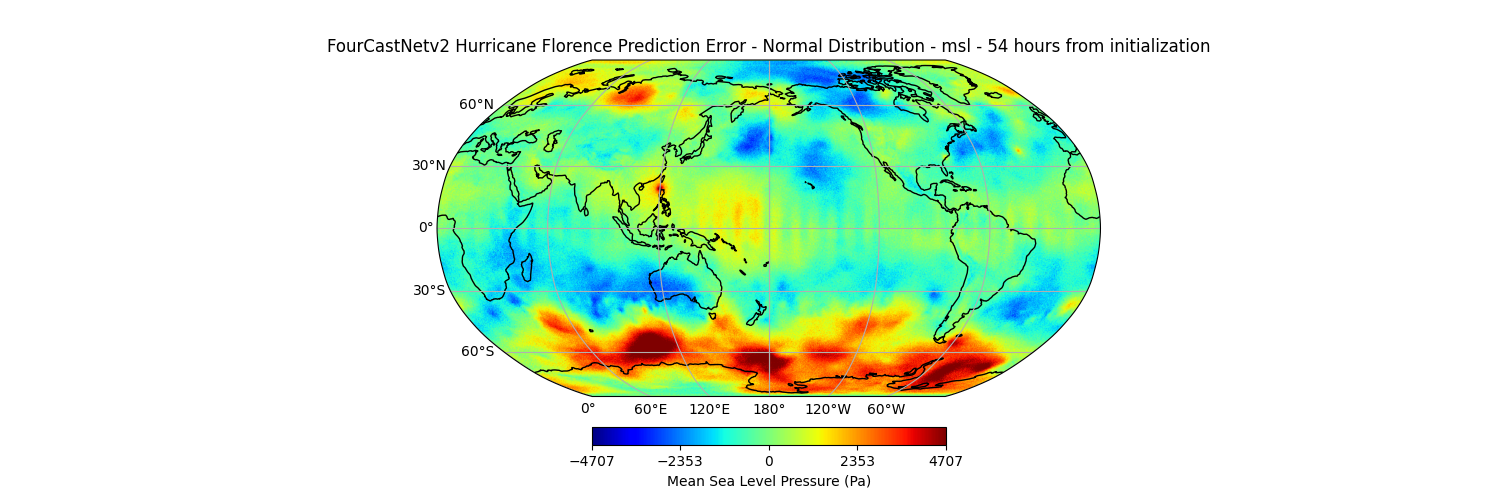 FourCastNetv2 Hurricane Florence Prediction Error - Normal Distribution - msl - 54 hours from initialization
60°N
30°N
0°
30°S
60°S
0° 60°E 120°E 180° 120°W 60°W
−4707 −2353 0 2353 4707
Mean Sea Level Pressure (Pa)